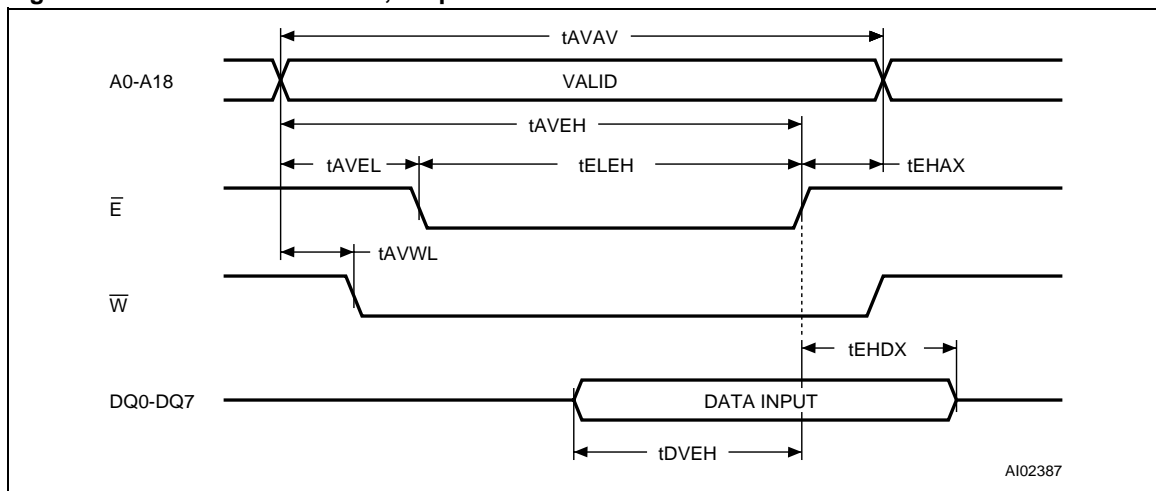 tAVAV
A0-A18
VALID
tAVEH
tAVEL
tELEH
tEHAX
E̅
tAVWL
W̅
tEHDX
DQ0-DQ7
DATA INPUT
tDVEH
AI02387